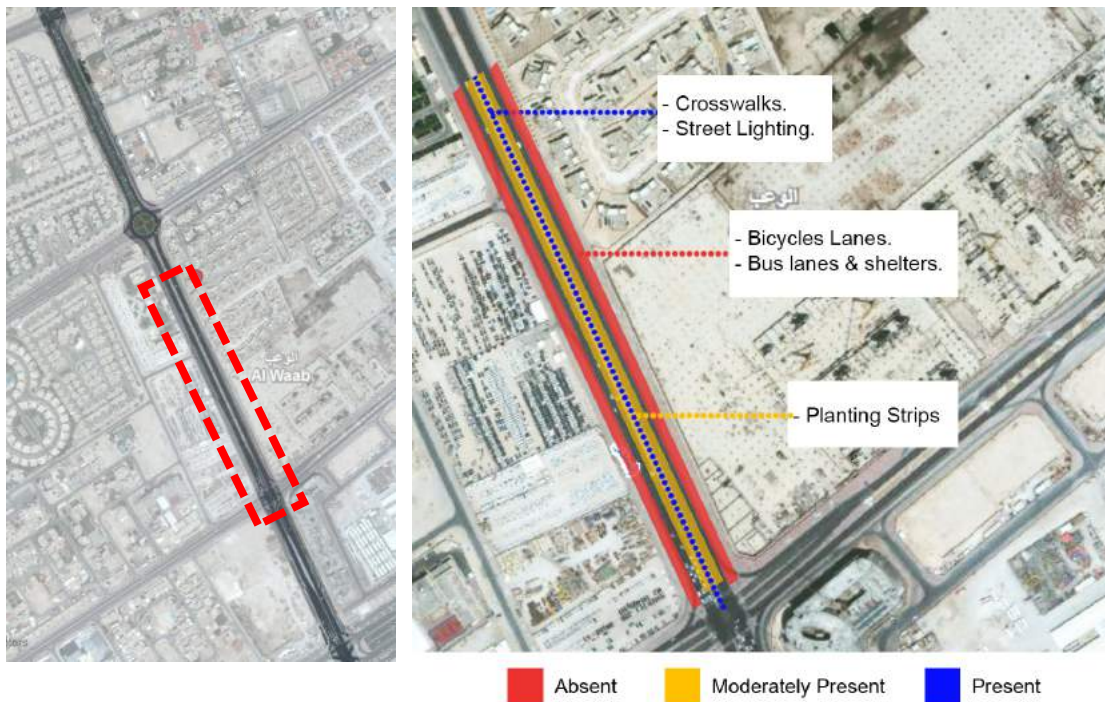 الوعب
Al Waab
- Crosswalks.
- Street Lighting.
الوعب
- Bicycles Lanes.
- Bus lanes & shelters.
- Planting Strips
Absent
Moderately Present
Present